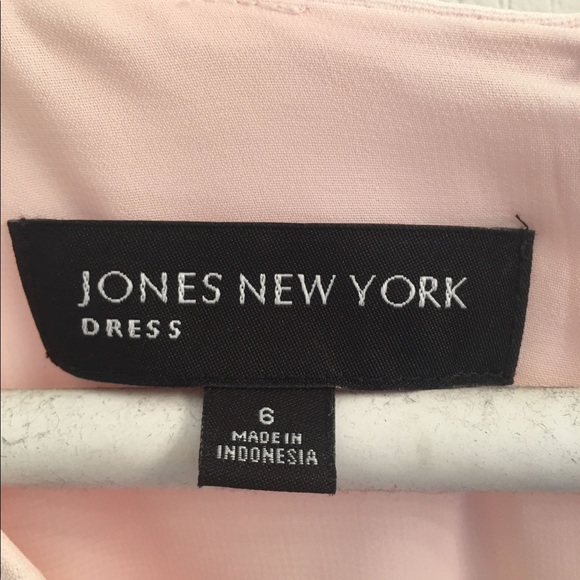 JONES NEW YORK
DRESS
6
MADE IN
INDONESIA